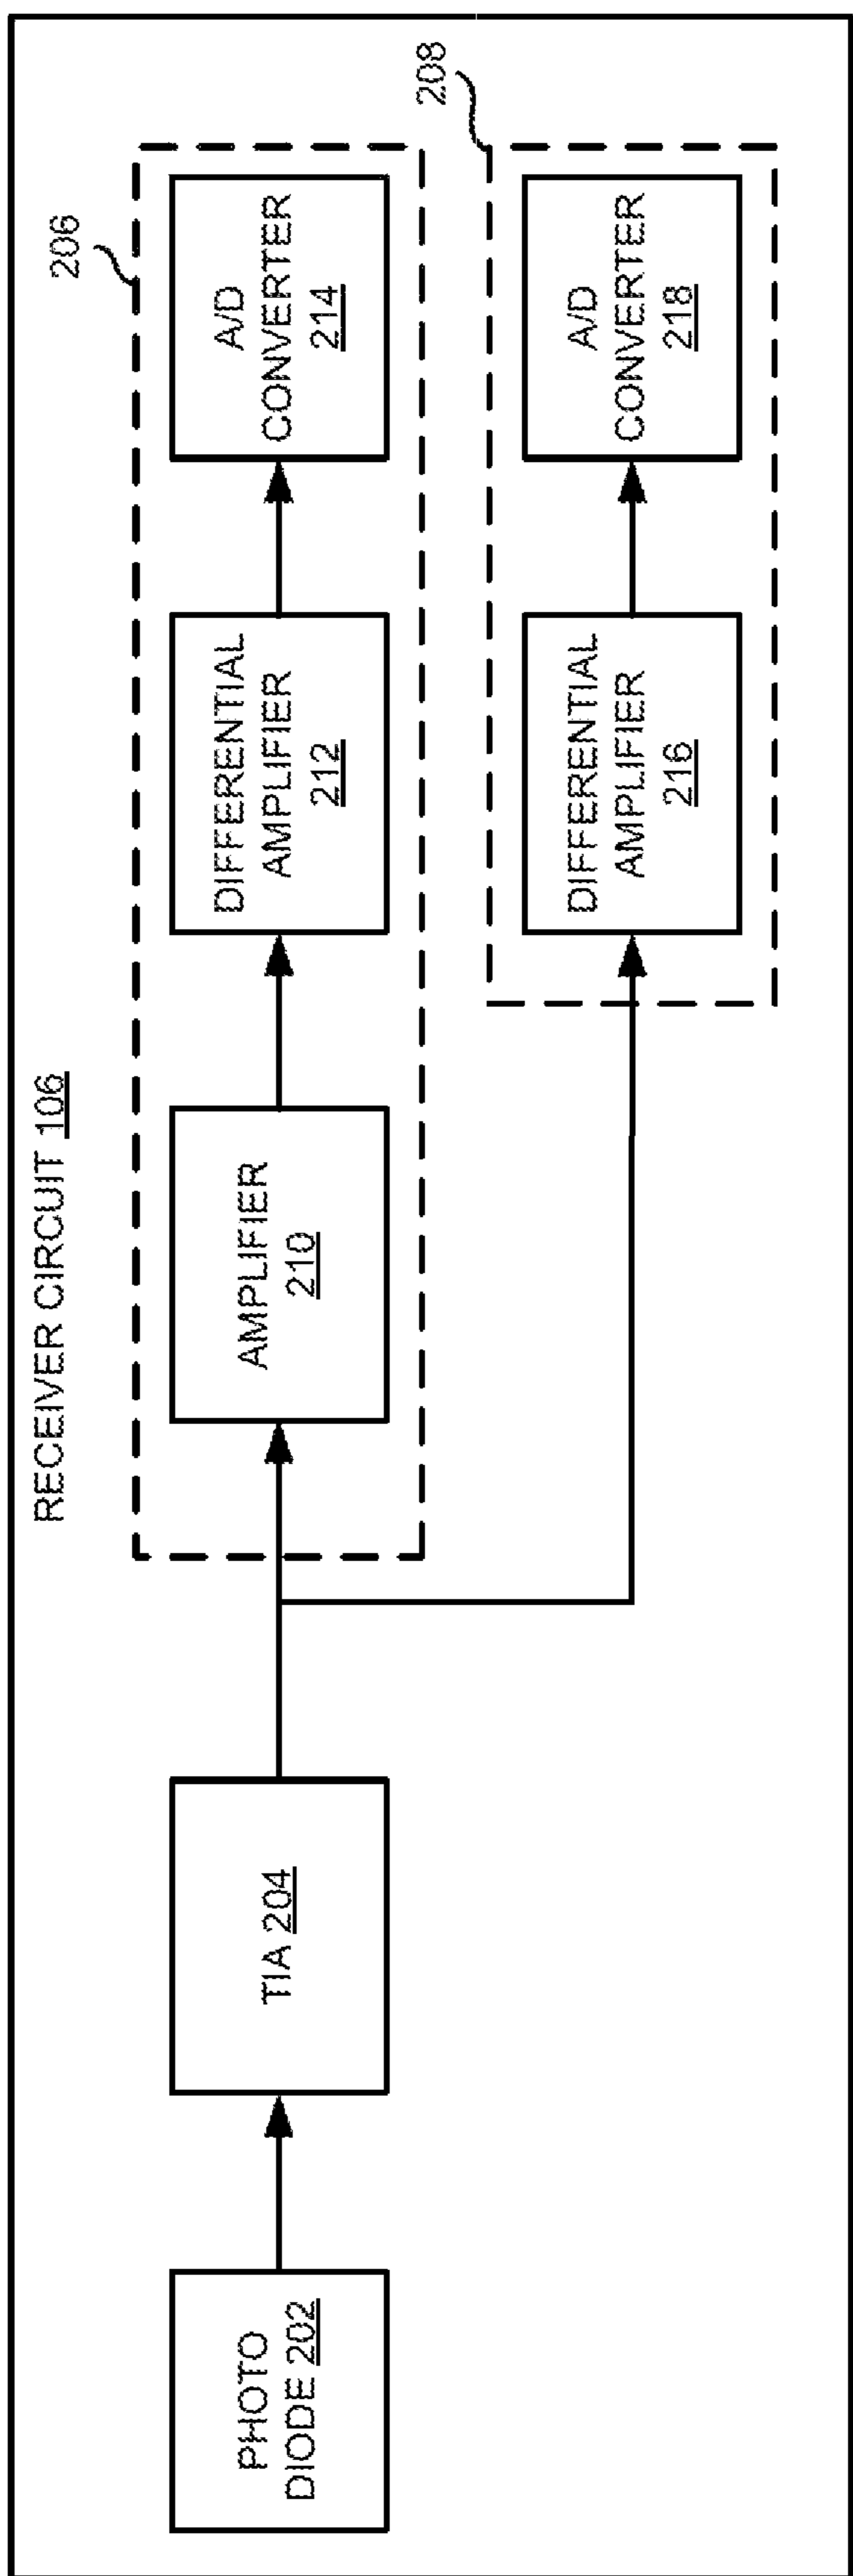 RECEIVER CIRCUIT 106
206
208
PHOTO
DIODE 202
TIA 204
AMPLIFIER
210
DIFFERENTIAL
AMPLIFIER
212
A/D
CONVERTER
214
DIFFERENTIAL
AMPLIFIER
216
A/D
CONVERTER
218